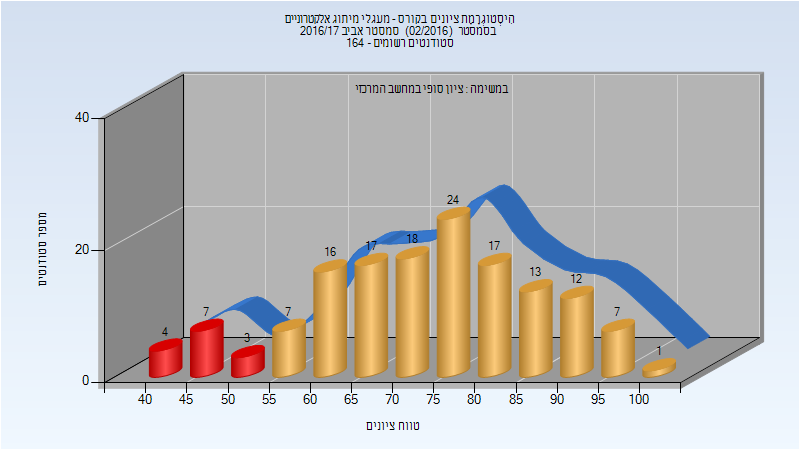 היסטוגרמת ציונים בקורס - מעגלי מיתוג אלקטרוניים
בסמסטר (02/2016) סמסטר אביב 2016/17
סטודנטים רשומים - 164
במשימה : ציון סופי במחשב המרכזי
מספר סטודנטים
40
20
0
4
7
3
7
16
17
18
24
17
13
12
7
1
40 45 50 55 60 65 70 75 80 85 90 95 100
טווח ציונים